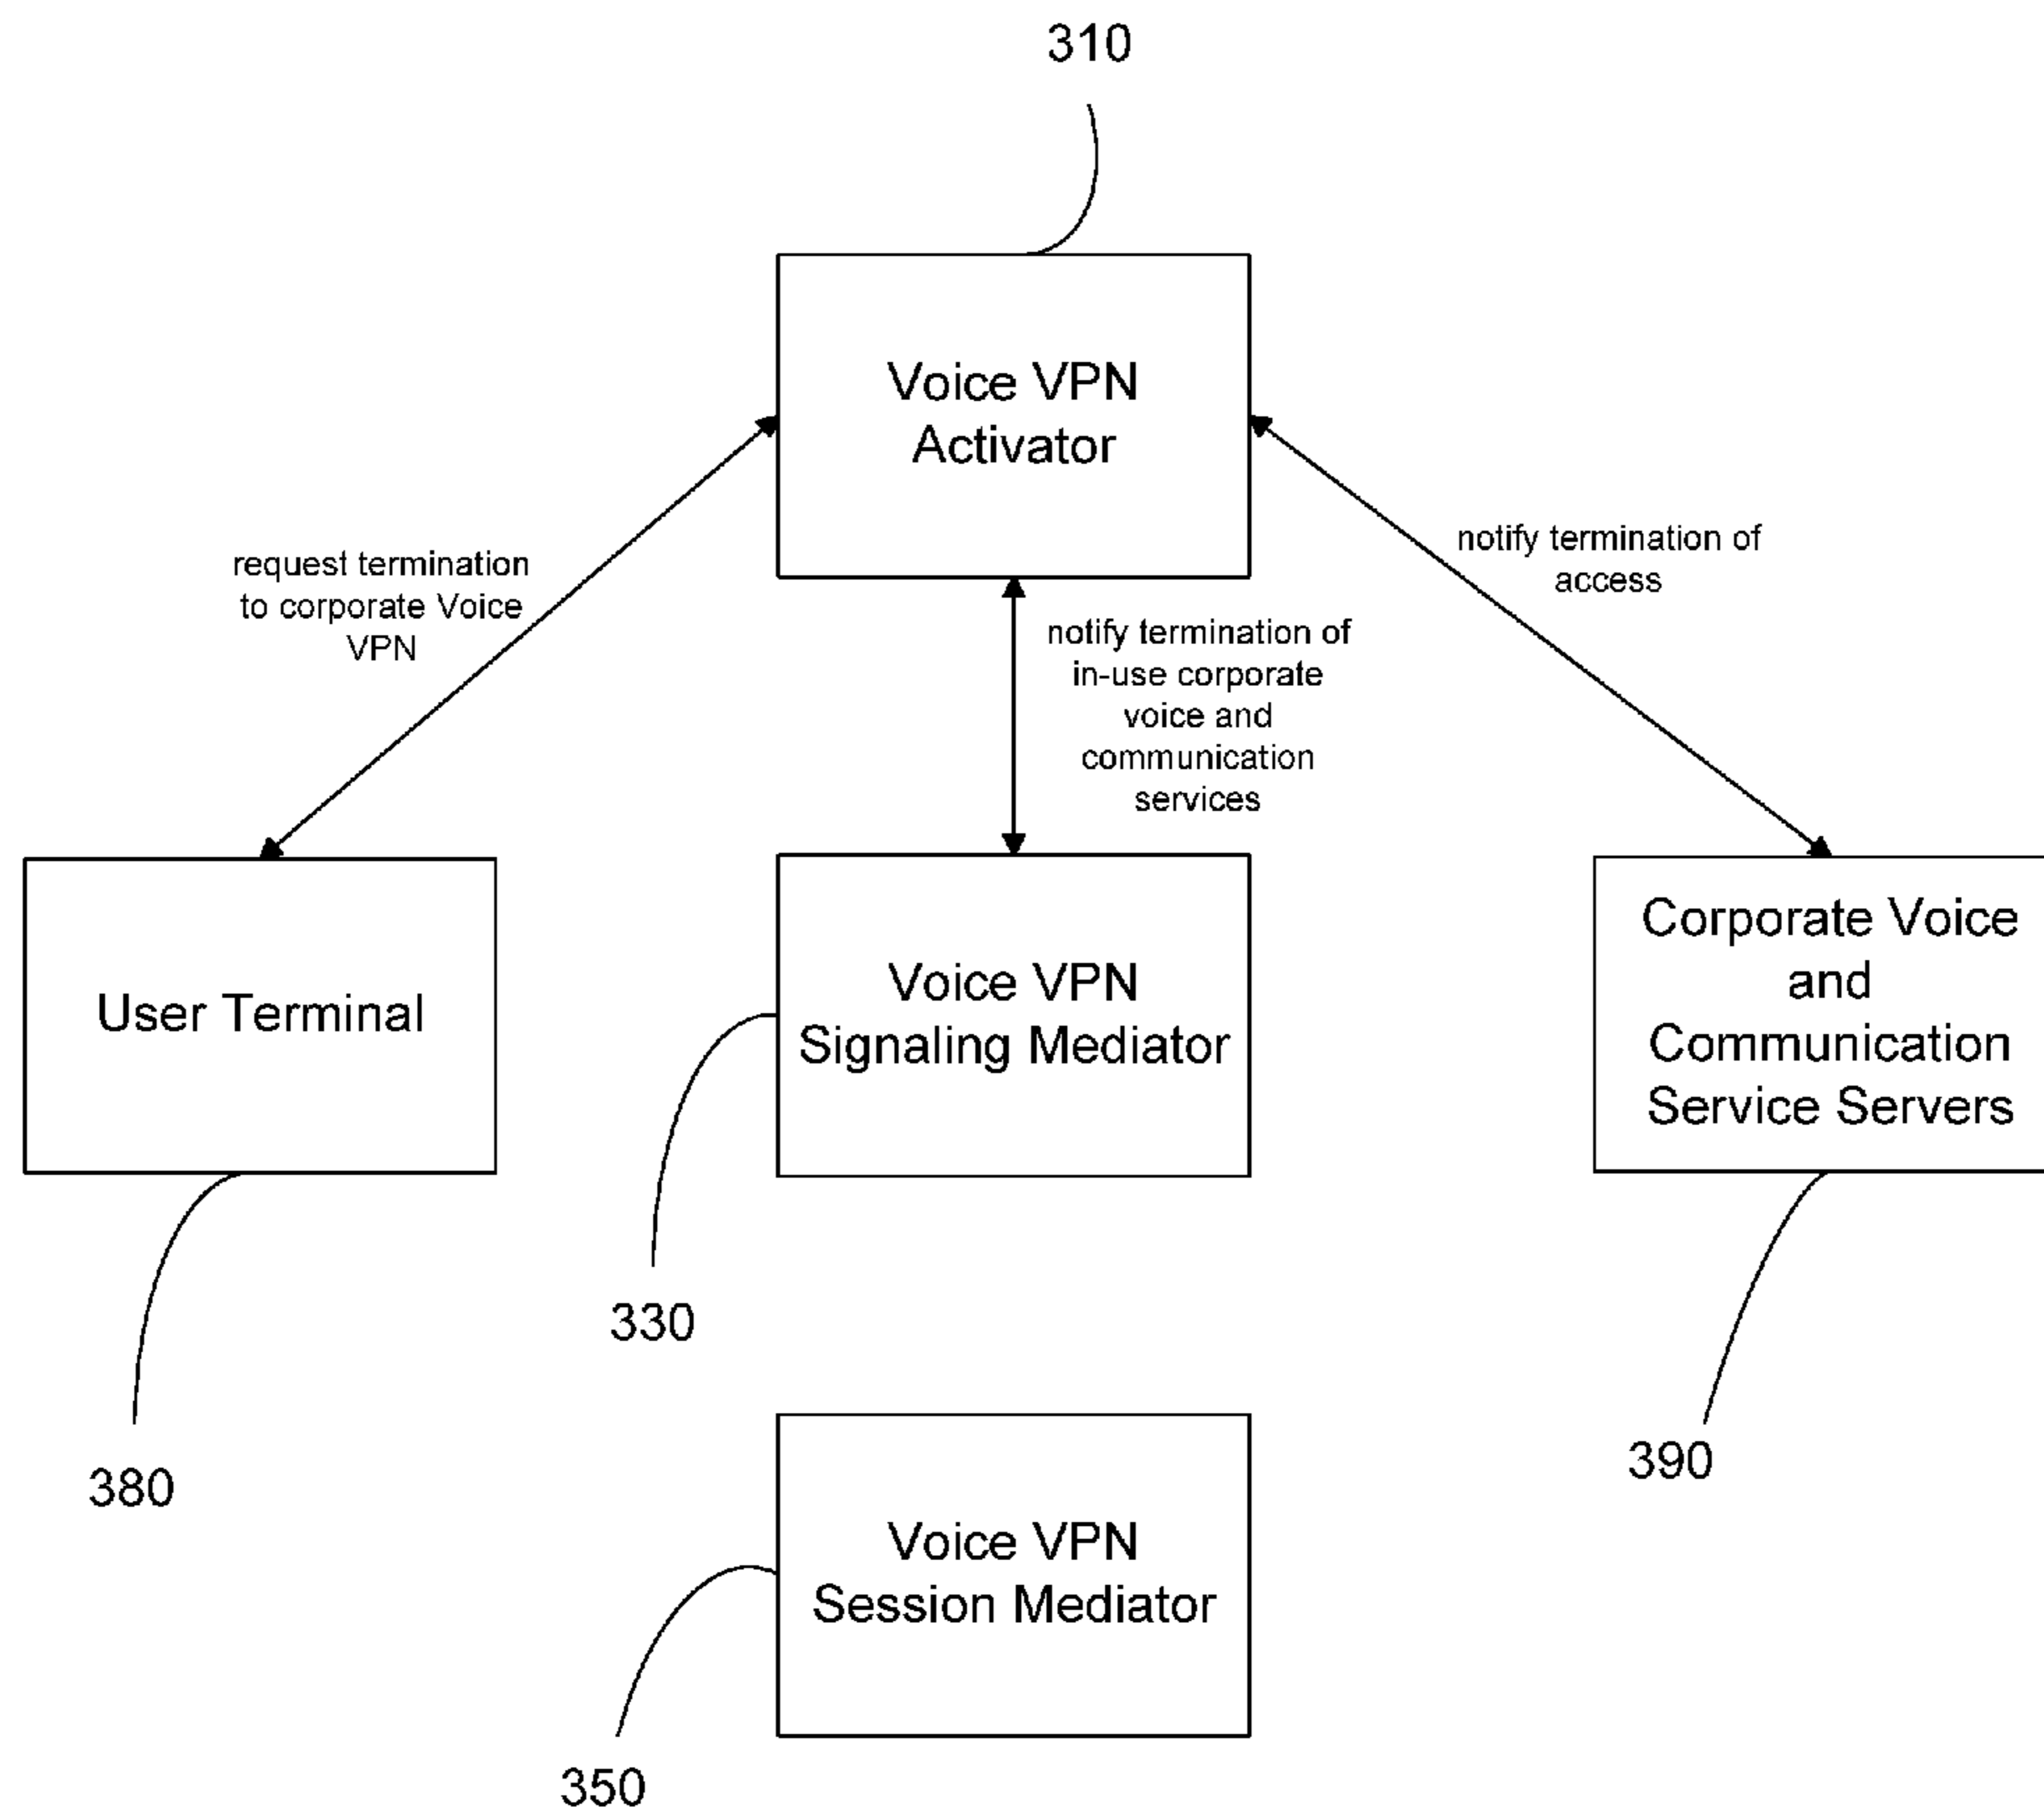 310
Voice VPN
Activator
request termination
to corporate Voice
VPN
notify termination of
in-use corporate
voice and
communication
services
notify termination of
access
User Terminal
Voice VPN
Signaling Mediator
Corporate Voice
and
Communication
Service Servers
330
380
390
Voice VPN
Session Mediator
350